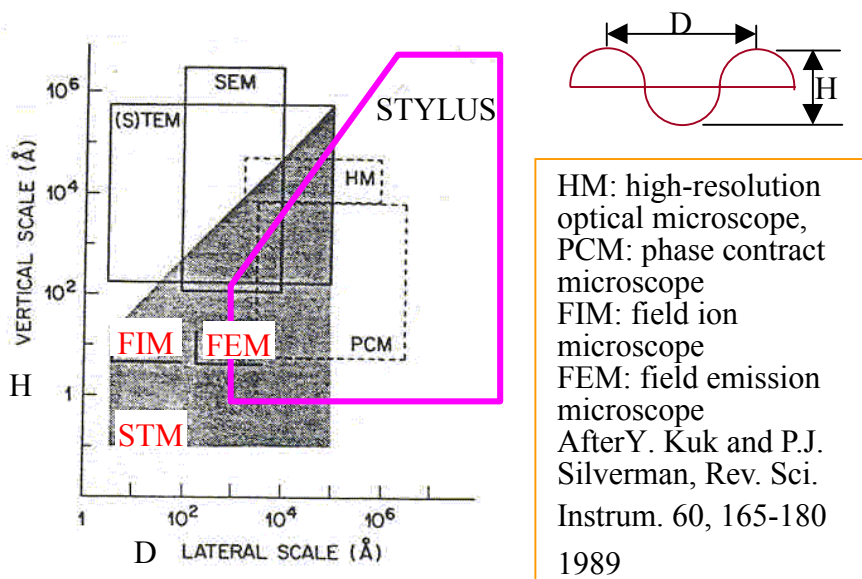 D
H
SEM
(S)TEM
STYLUS
HM
PCM
FIM
FEM
STM
10⁶
10⁴
10²
1
VERTICAL SCALE (Å)
H
1
10²
10⁴
10⁶
D LATERAL SCALE (Å)
HM: high-resolution
optical microscope,
PCM: phase contract
microscope
FIM: field ion
microscope
FEM: field emission
microscope
AfterY. Kuk and P.J.
Silverman, Rev. Sci.
Instrum. 60, 165-180
1989